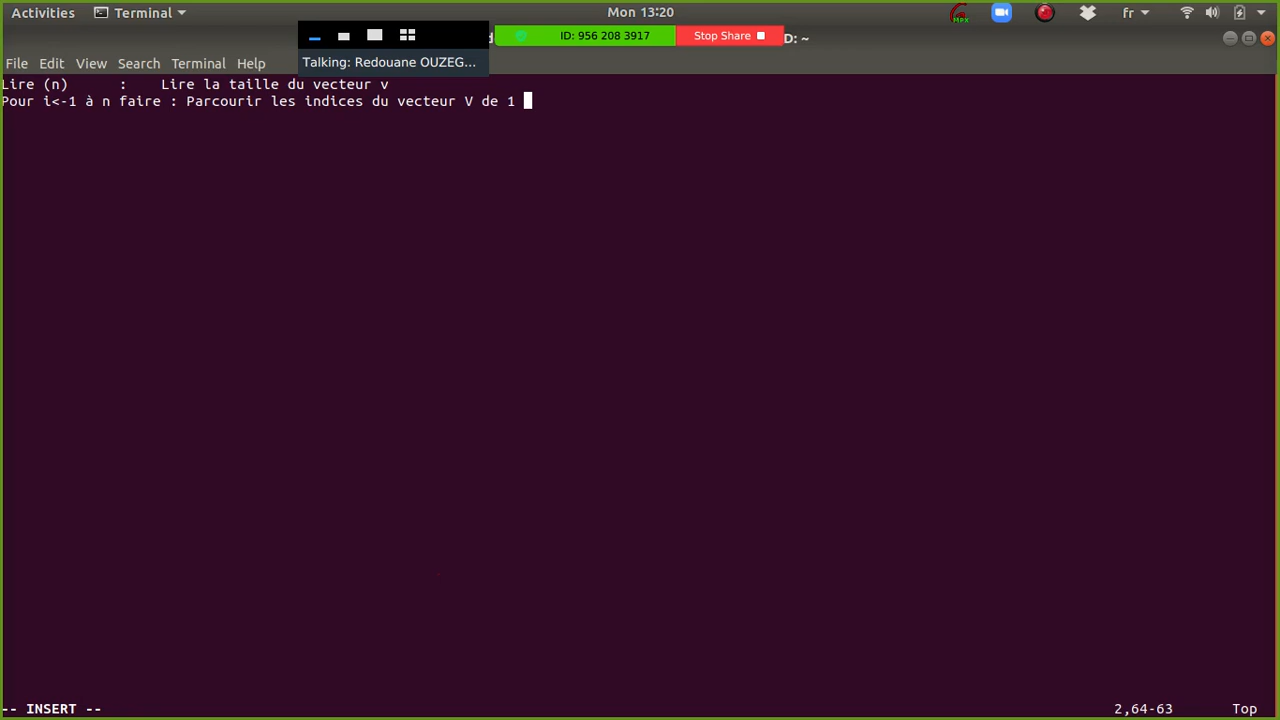 Activities Terminal Mon 13:20 fr
ID: 956 208 3917 Stop Share D: ~
File Edit View Search Terminal Help Talking: Redouane OUZEG...
Lire (n) : Lire la taille du vecteur v
Pour i<-1 à n faire : Parcourir les indices du vecteur V de 1
-- INSERT -- 2,64-63 Top